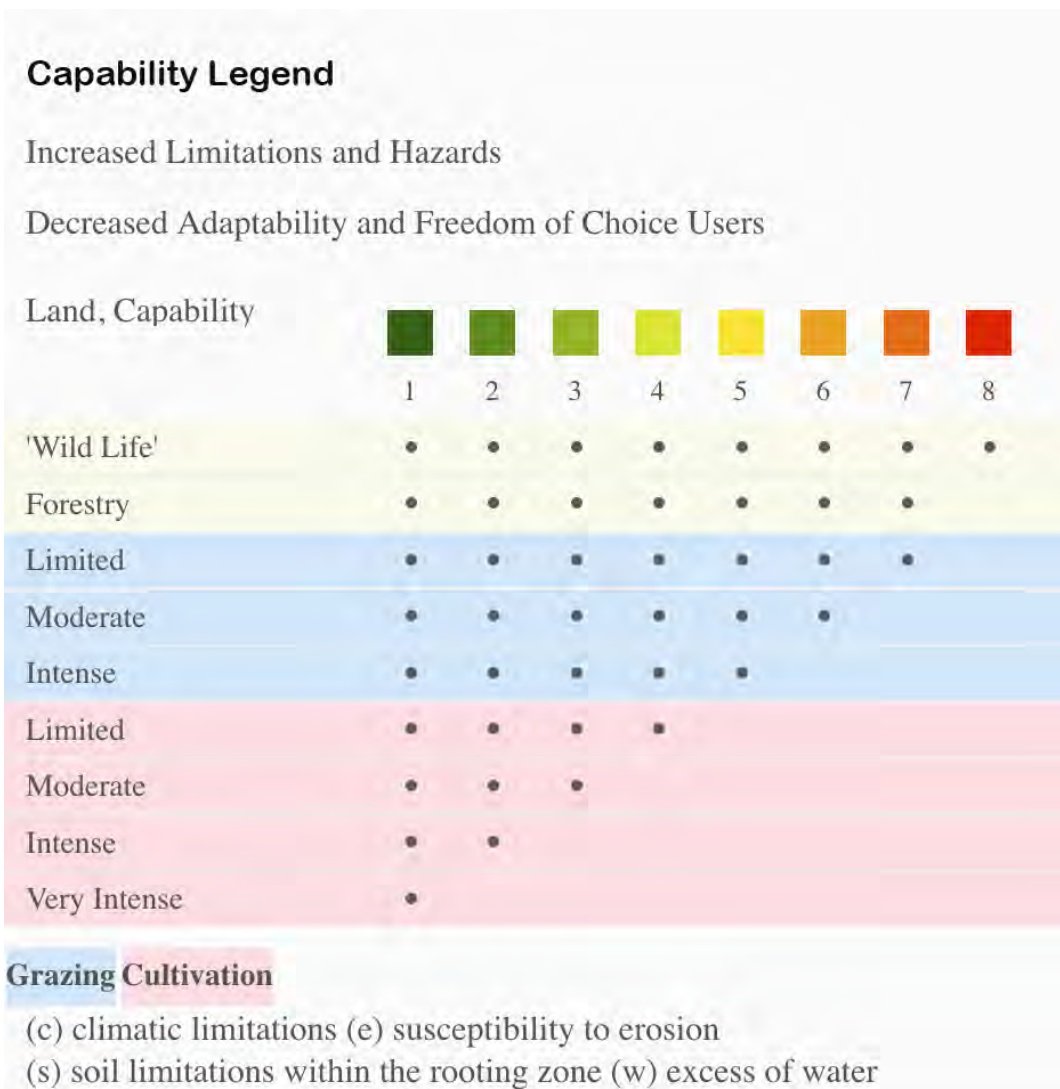 Capability Legend
Increased Limitations and Hazards
Decreased Adaptability and Freedom of Choice Users
Land, Capability
1 2 3 4 5 6 7 8
'Wild Life'
Forestry
Limited
Moderate
Intense
Limited
Moderate
Intense
Very Intense
Grazing Cultivation
(c) climatic limitations (e) susceptibility to erosion
(s) soil limitations within the rooting zone (w) excess of water